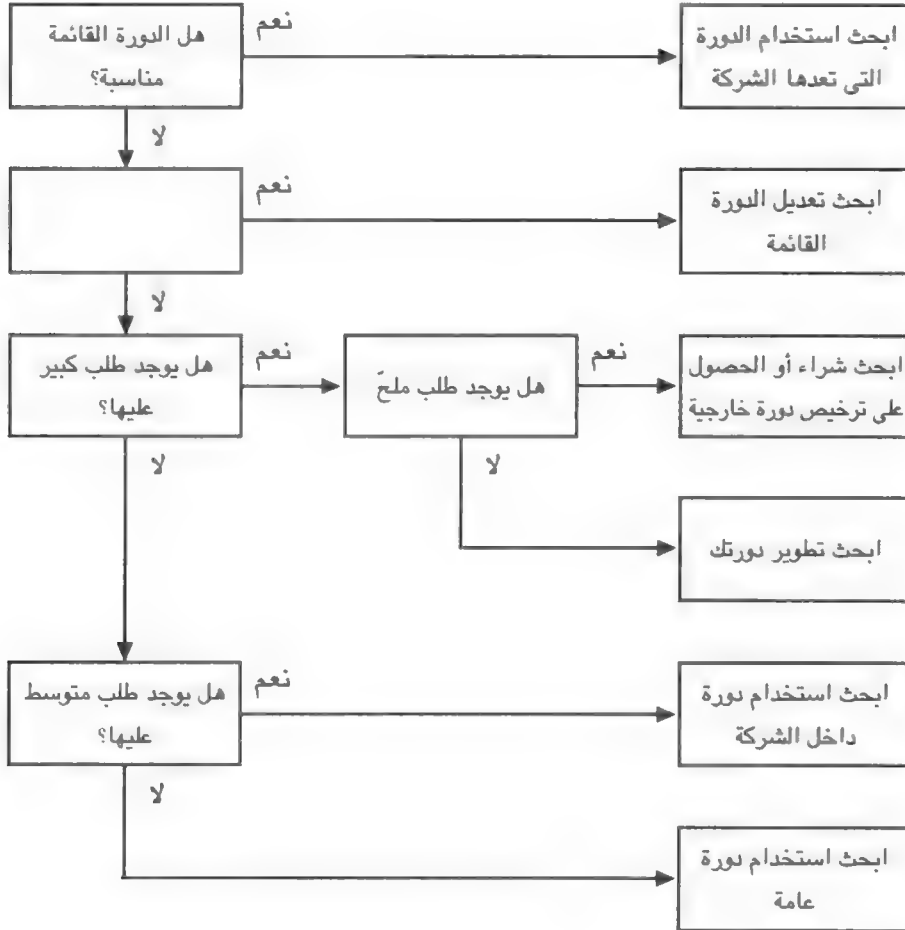 هل الدورة القائمة
مناسبة؟
نعم
ابحث استخدام الدورة
التى تعدها الشركة
لا
نعم
ابحث تعديل الدورة
القائمة
لا
هل يوجد طلب كبير
عليها؟
نعم
هل يوجد طلب ملحّ
نعم
ابحث شراء أو الحصول
على ترخيص دورة خارجية
لا
لا
ابحث تطوير دورتك
هل يوجد طلب متوسط
عليها؟
نعم
ابحث استخدام دورة
داخل الشركة
لا
ابحث استخدام دورة
عامة